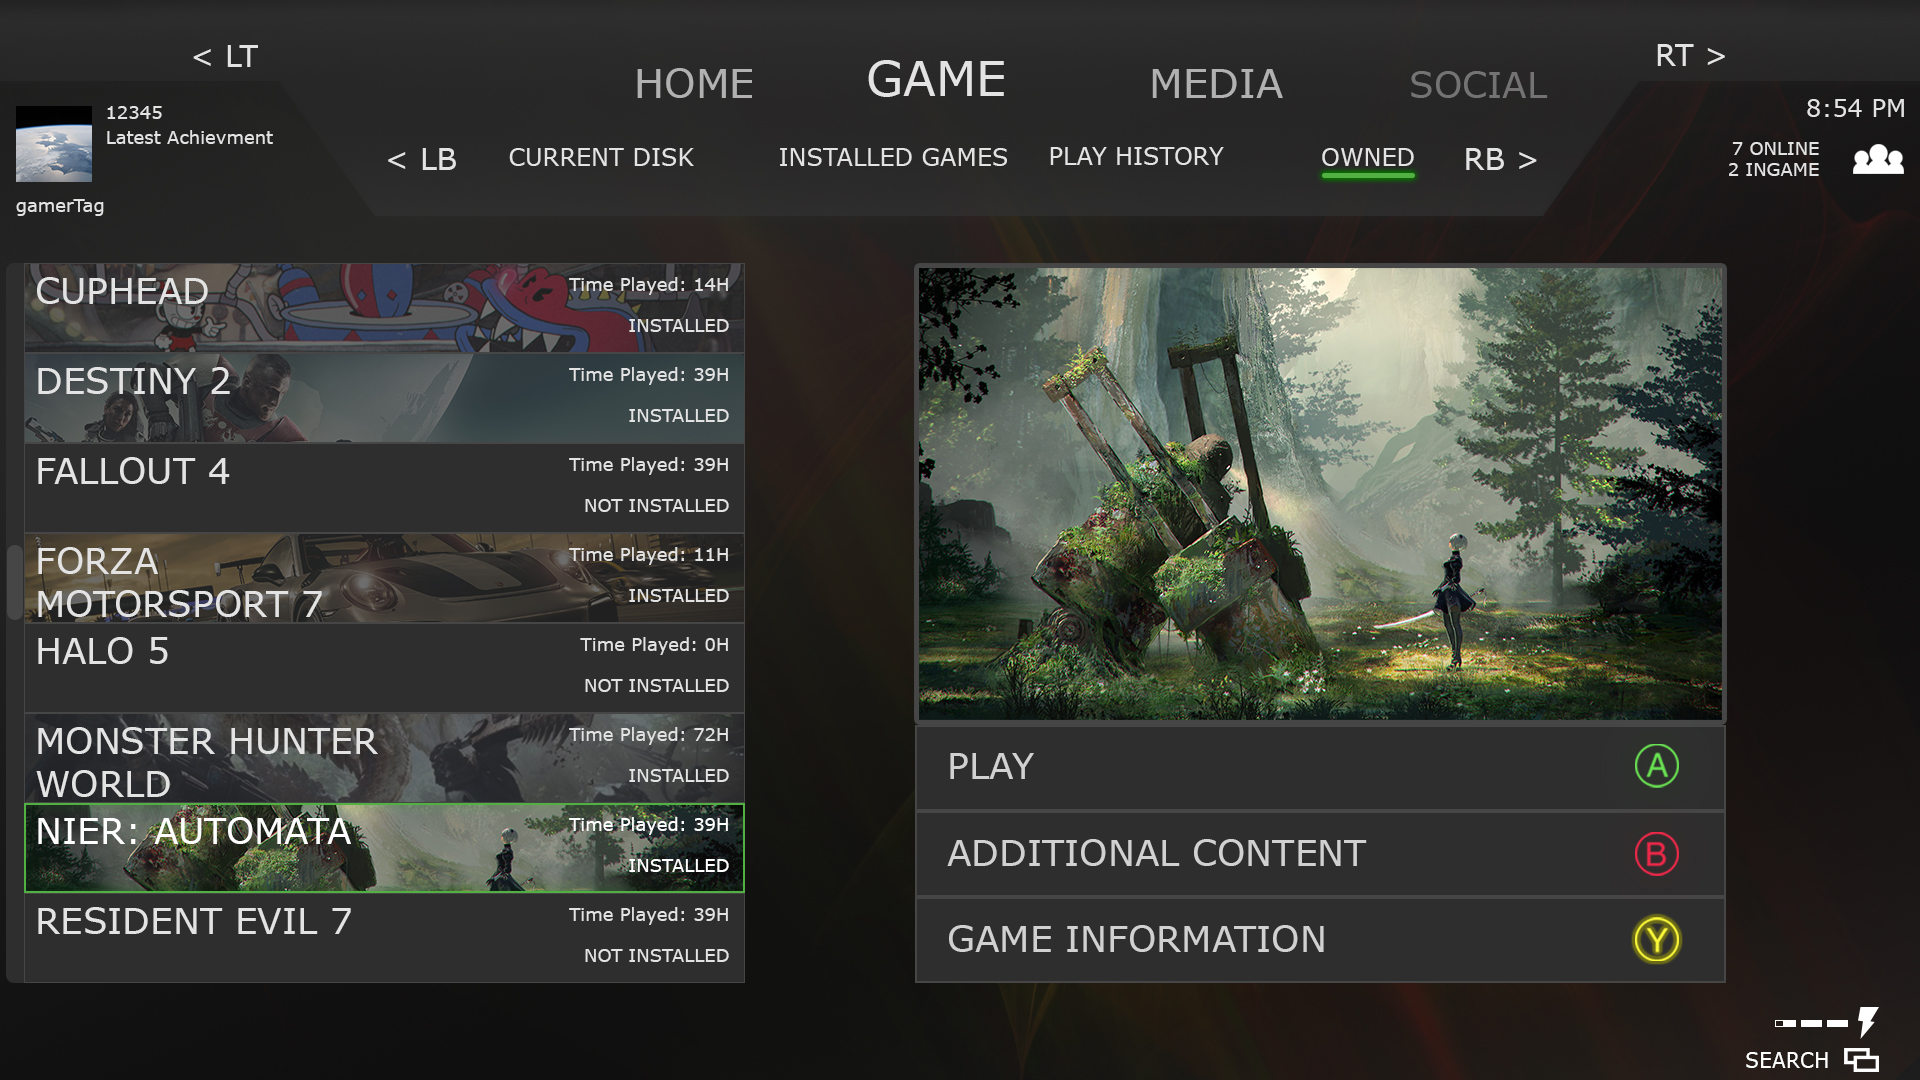 < LT
RT >
HOME
GAME
MEDIA
SOCIAL
12345
Latest Achievment
gamerTag
8:54 PM
7 ONLINE
2 INGAME
< LB
CURRENT DISK
INSTALLED GAMES
PLAY HISTORY
OWNED
RB >
CUPHEAD
Time Played: 14H
INSTALLED
DESTINY 2
Time Played: 39H
INSTALLED
FALLOUT 4
Time Played: 39H
NOT INSTALLED
FORZA
MOTORSPORT 7
Time Played: 11H
INSTALLED
HALO 5
Time Played: 0H
NOT INSTALLED
MONSTER HUNTER
WORLD
Time Played: 72H
INSTALLED
NIER: AUTOMATA
Time Played: 39H
INSTALLED
RESIDENT EVIL 7
Time Played: 39H
NOT INSTALLED
PLAY
A
ADDITIONAL CONTENT
B
GAME INFORMATION
Y
SEARCH